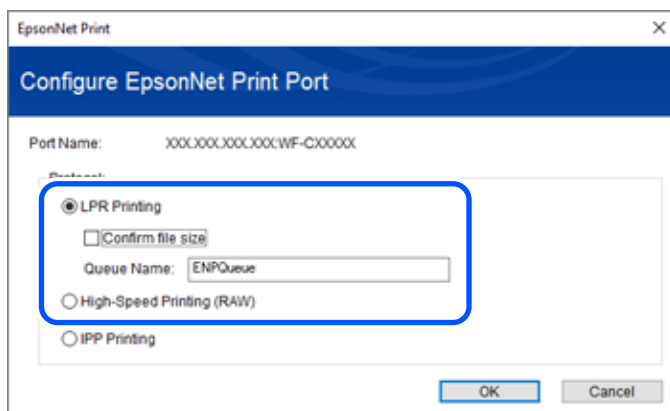 EpsonNet Print
Configure EpsonNet Print Port
Port Name: XXX.XXX.XXX.XXX:WF-CXXXXX
Protocol:
LPR Printing
Confirm file size
Queue Name: ENPQueue
High-Speed Printing (RAW)
IPP Printing
OK Cancel